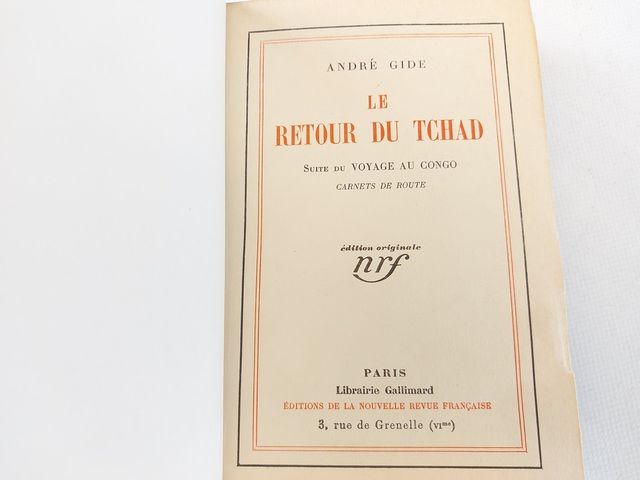 ANDRÉ GIDE
LE
RETOUR DU TCHAD
SUITE DU VOYAGE AU CONGO
CARNETS DE ROUTE
édition originale
nrf
PARIS
Librairie Gallimard
ÉDITIONS DE LA NOUVELLE REVUE FRANÇAISE
3, rue de Grenelle (VIme)